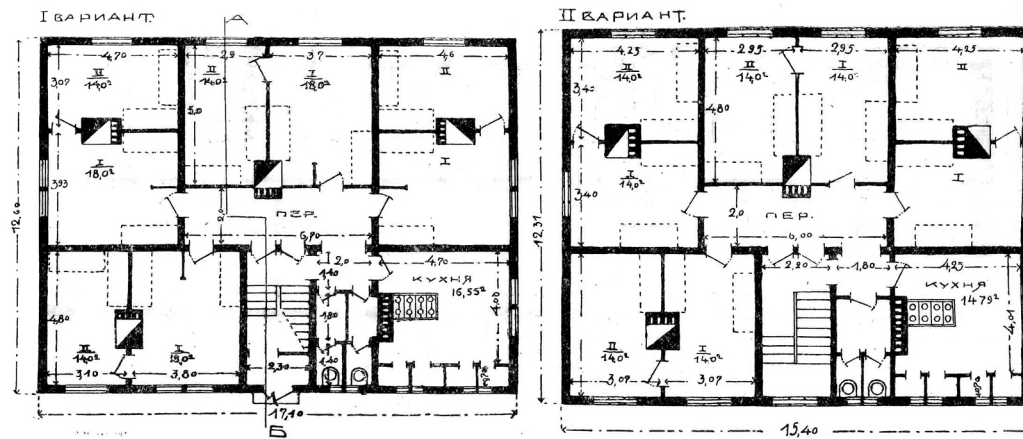 I ВАРИАНТ
А
4.70
2.9
3.7
4.6
II
14.0²
II
14.0²
I
18.0²
II
3,07
5,0
12,60
I
18,0²
I
3.93
2,0
ПЕР.
6,70
2,0
4.70
1,40
КУХНЯ
16,55²
1,80
4,00
4,80
II
14.0²
I
18.0²
1.40
3,10
3,80
2,30
17,10
Б
II ВАРИАНТ.
4,25
2.95
2.95
4,25
II
14,0²
II
14,0²
I
14,0²
II
3,40
4,80
12,31
I
14,0²
I
3,40
2,0
ПЕР.
6,00
2,20
1,80
4,25
КУХНЯ
14.79²
4,01
II
14.0²
I
14,0²
3,07
3,07
15,40